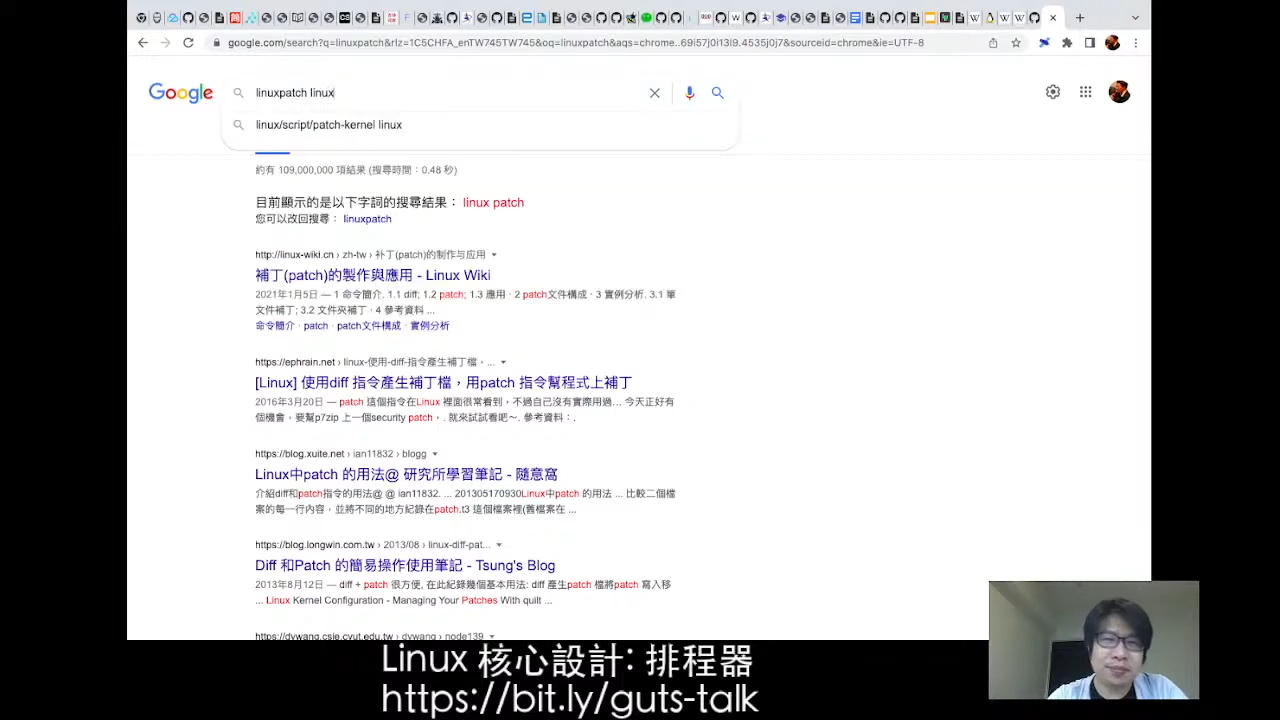 google.com/search?q=linuxpatch&rlz=1C5CHFA_enTW745TW745&oq=linuxpatch&aqs=chrome..69i57j0i13l9.4535j0j7&sourceid=chrome&ie=UTF-8
Google
linuxpatch linux
linux/script/patch-kernel linux
約有 109,000,000 項結果 (搜尋時間：0.48 秒)
目前顯示的是以下字詞的搜尋結果： linux patch
您可以改回搜尋： linuxpatch
http://linux-wiki.cn › zh-tw › 补丁(patch)的制作与应用
補丁(patch)的製作與應用 - Linux Wiki
2021年1月5日 — 1 命令簡介. 1.1 diff; 1.2 patch; 1.3 應用 · 2 patch文件構成 · 3 實例分析. 3.1 單
文件補丁; 3.2 文件夾補丁 · 4 參考資料 ...
命令簡介 · patch · patch文件構成 · 實例分析
https://ephrain.net › linux-使用-diff-指令產生補丁檔，...
[Linux] 使用diff 指令產生補丁檔，用patch 指令幫程式上補丁
2016年3月20日 — patch 這個指令在Linux 裡面很常看到，不過自己沒有實際用過… 今天正好有
個機會，要幫p7zip 上一個security patch，. 就來試試看吧～. 參考資料：.
https://blog.xuite.net › ian11832 › blogg
Linux中patch 的用法@ 研究所學習筆記 - 隨意窩
介紹diff和patch指令的用法@ @ ian11832. ... 201305170930Linux中patch 的用法 ... 比較二個檔
案的每一行內容，並將不同的地方紀錄在patch.t3 這個檔案裡(舊檔案在 ...
https://blog.longwin.com.tw › 2013/08 › linux-diff-pat...
Diff 和Patch 的簡易操作使用筆記 - Tsung's Blog
2013年8月12日 — diff + patch 很方便, 在此紀錄幾個基本用法: diff 產生patch 檔將patch 寫入移
... Linux Kernel Configuration - Managing Your Patches With quilt ...
https://dywang.csie.cyut.edu.tw › dywang › node139
Linux 核心設計: 排程器
https://bit.ly/guts-talk